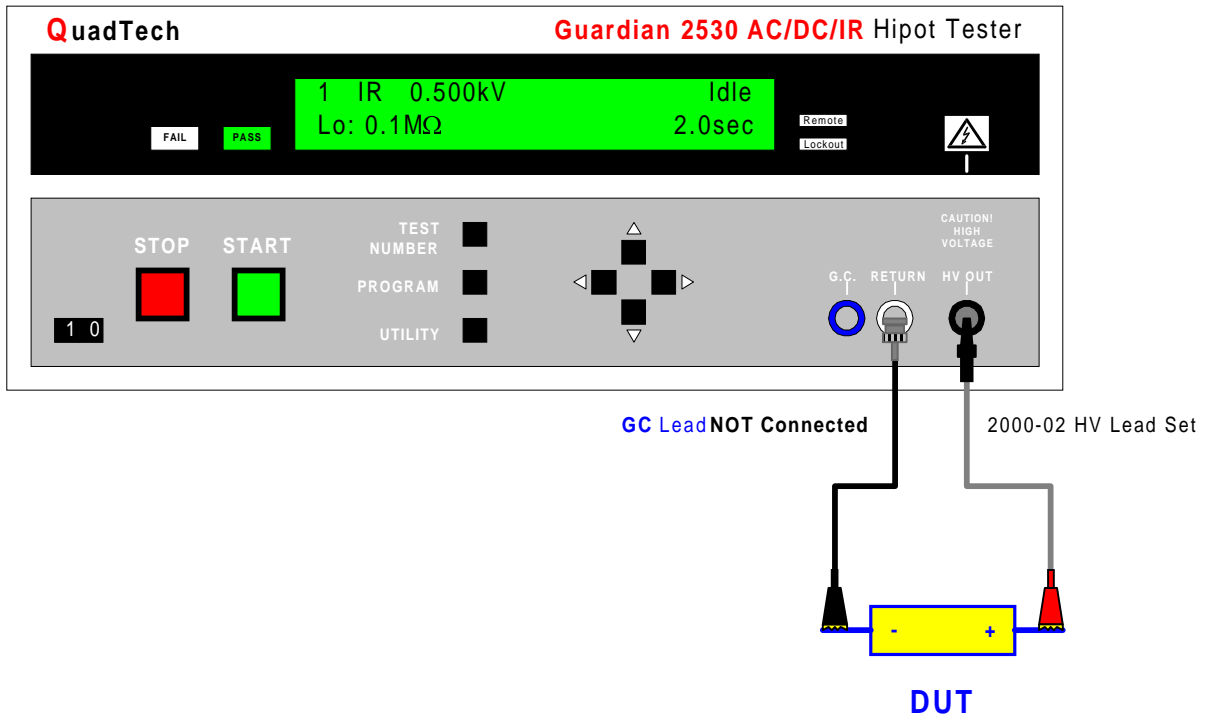 QuadTech
Guardian 2530 AC/DC/IR Hipot Tester
1 IR 0.500kV Idle
Lo: 0.1MΩ 2.0sec
FAIL
PASS
Remote
Lockout
STOP
START
TEST
NUMBER
PROGRAM
UTILITY
1 0
CAUTION!
HIGH
VOLTAGE
G.C.
RETURN
HV OUT
GC Lead NOT Connected
2000-02 HV Lead Set
- +
DUT